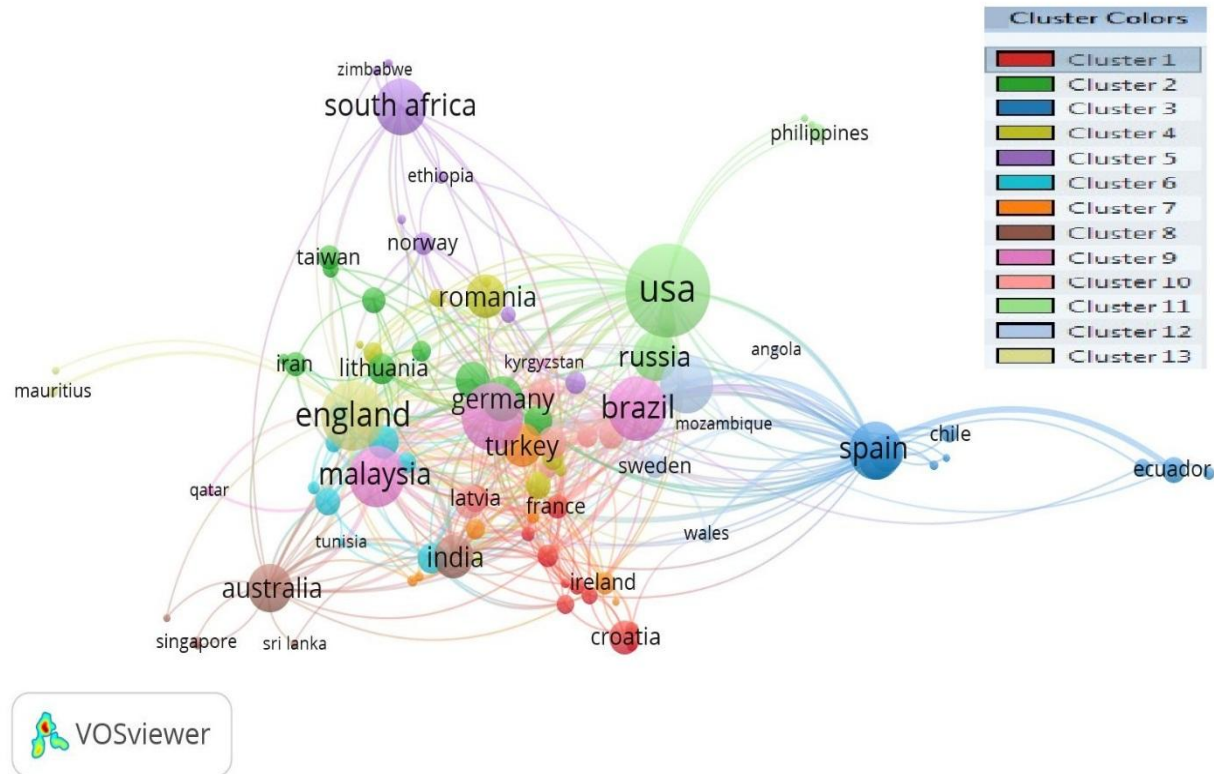 Cluster Colors
Cluster 1
Cluster 2
Cluster 3
Cluster 4
Cluster 5
Cluster 6
Cluster 7
Cluster 8
Cluster 9
Cluster 10
Cluster 11
Cluster 12
Cluster 13
zimbabwe
south africa
philippines
ethiopia
norway
taiwan
usa
romania
russia
angola
kyrgyzstan
iran
lithuania
mauritius
england
germany
brazil
mozambique
turkey
spain
chile
malaysia
sweden
ecuador
qatar
latvia
france
tunisia
wales
india
australia
ireland
singapore
sri lanka
croatia
VOSviewer